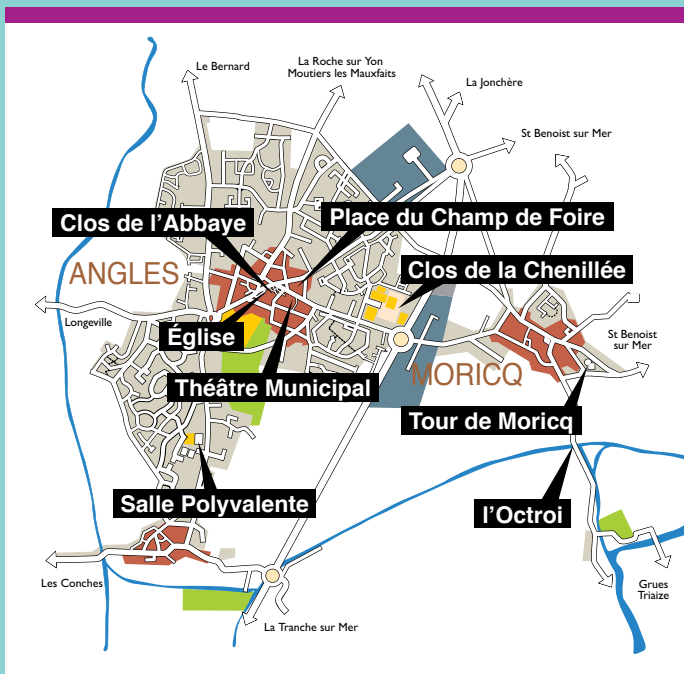 Le Bernard
La Roche sur Yon
Moutiers les Mauxfaits
La Jonchère
St Benoist sur Mer
Clos de l'Abbaye
Place du Champ de Foire
ANGLES
Clos de la Chenillée
Longeville
Église
St Benoist
sur Mer
Théâtre Municipal
MORICQ
Tour de Moricq
Salle Polyvalente
l'Octroi
Les Conches
Grues
Triaize
La Tranche sur Mer